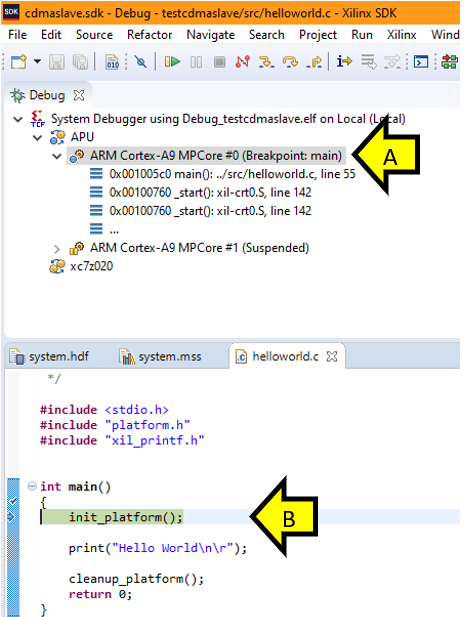 SDK cdmaslave.sdk - Debug - testcdmaslave/src/helloworld.c - Xilinx SDK
File Edit Source Refactor Navigate Search Project Run Xilinx Wind
010
Debug
TCF System Debugger using Debug_testcdmaslave.elf on Local (Local)
APU
ARM Cortex-A9 MPCore #0 (Breakpoint: main)
A
0x001005c0 main(): ../src/helloworld.c, line 55
0x00100760 _start(): xil-crt0.S, line 142
0x00100760 _start(): xil-crt0.S, line 142
...
ARM Cortex-A9 MPCore #1 (Suspended)
xc7z020
system.hdf system.mss helloworld.c
*/
#include <stdio.h>
#include "platform.h"
#include "xil_printf.h"
int main()
{
init_platform();
B
print("Hello World\n\r");
cleanup_platform();
return 0;
}